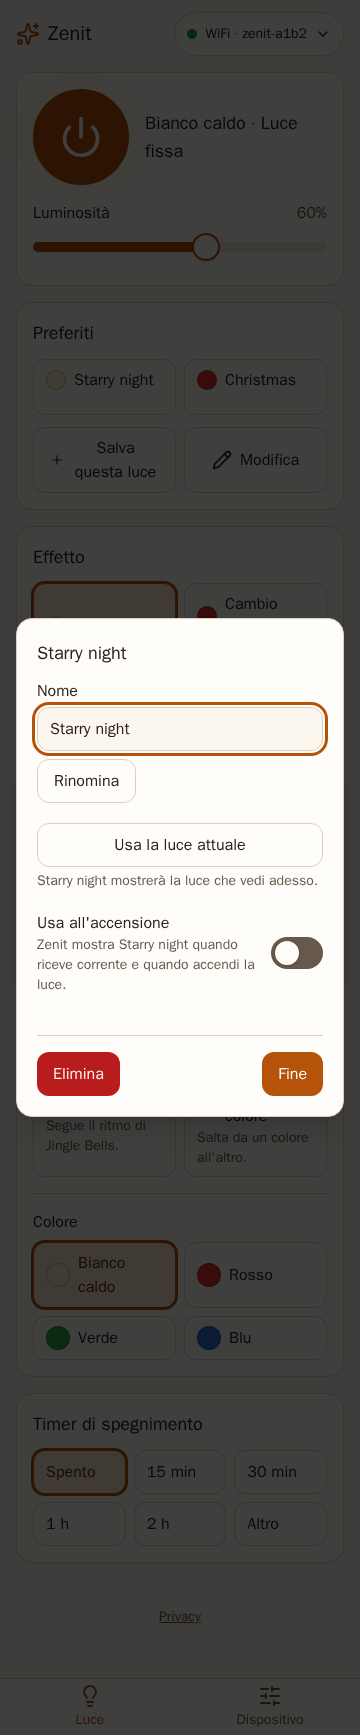 Zenit
WiFi · zenit-a1b2
Bianco caldo · Luce
fissa
Luminosità
60%
Preferiti
Starry night
Christmas
+ Salva
questa luce
Modifica
Effetto
Cambio
Starry night
Nome
Starry night
Rinomina
Usa la luce attuale
Starry night mostrerà la luce che vedi adesso.
Usa all'accensione
Zenit mostra Starry night quando
riceve corrente e quando accendi la
luce.
Elimina
Fine
Segue il ritmo di
Jingle Bells.
colore
Salta da un colore
all'altro.
Colore
Bianco
caldo
Rosso
Verde
Blu
Timer di spegnimento
Spento
15 min
30 min
1 h
2 h
Altro
Privacy
Luce
Dispositivo